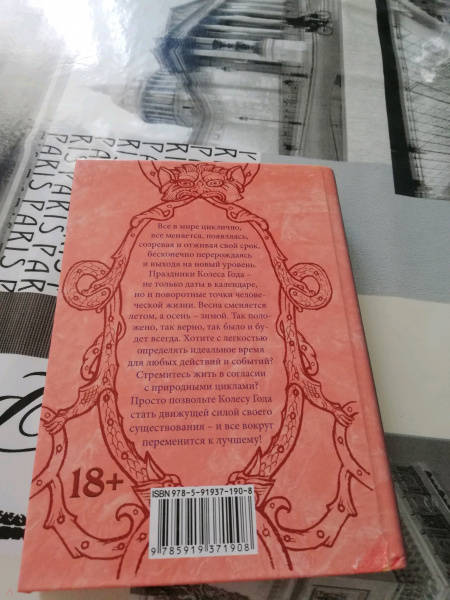 PARIS PARIS
PARIS PAR
Все в мире циклично,
все меняется, появляясь,
созревая и отживая свой срок,
бесконечно перерождаясь
и выходя на новый уровень.
Праздники Колеса Года –
не только даты в календаре,
но и поворотные точки челове-
ческой жизни. Весна сменяется
летом, а осень – зимой. Так поло-
жено, так верно, так было и бу-
дет всегда. Хотите с легкостью
определять идеальное время
для любых действий и событий?
Стремитесь жить в согласии
с природными циклами?
Просто позвольте Колесу Года
стать движущей силой своего
существования – и все вокруг
переменится к лучшему!
18+
ISBN 978-5-91937-190-8
9 785919 371908